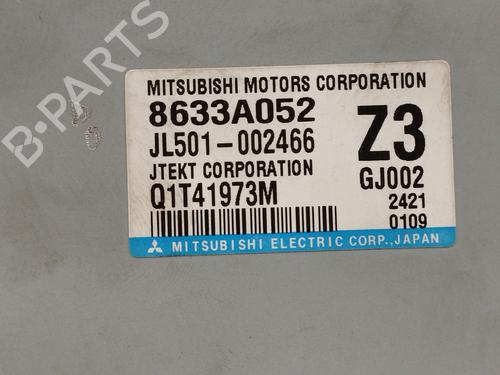 B-PARTS
MITSUBISHI MOTORS CORPORATION
8633A052
Z3
JL501-002466
JTEKT CORPORATION
GJ002
Q1T41973M
2421
0109
MITSUBISHI ELECTRIC CORP., JAPAN